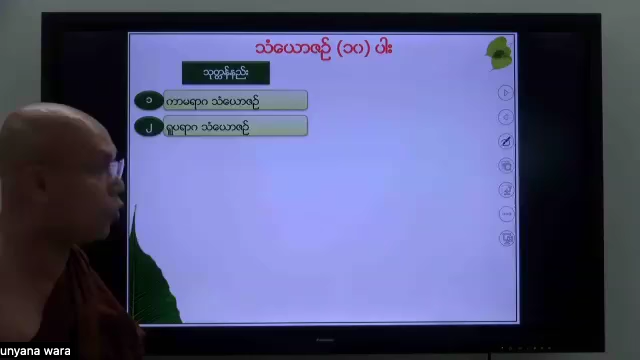 သံယောဇဉ် (၁၀) ပါး
သုတ္တန်နည်း
၁ ကာမရာဂ သံယောဇဉ်
၂ ရူပရာဂ သံယောဇဉ်
unyana wara